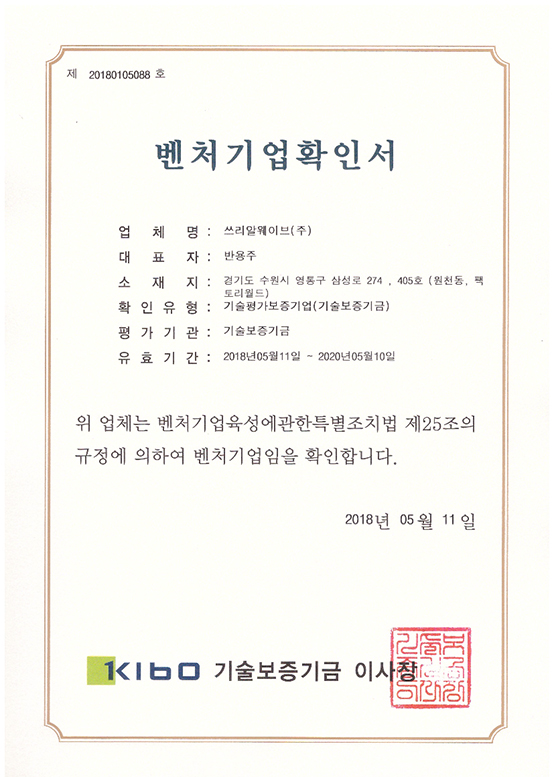 제 20180105088 호
벤처기업확인서
업 체 명 : 쓰리알웨이브(주)
대 표 자 : 반용주
소 재 지 : 경기도 수원시 영통구 삼성로 274 , 405호 (원천동, 팩
토리월드)
확 인 유 형 : 기술평가보증기업(기술보증기금)
평 가 기 관 : 기술보증기금
유 효 기 간 : 2018년05월11일 ~ 2020년05월10일
위 업체는 벤처기업육성에관한특별조치법 제25조의
규정에 의하여 벤처기업임을 확인합니다.
2018년 05월 11일
KIBO 기술보증기금 이사장